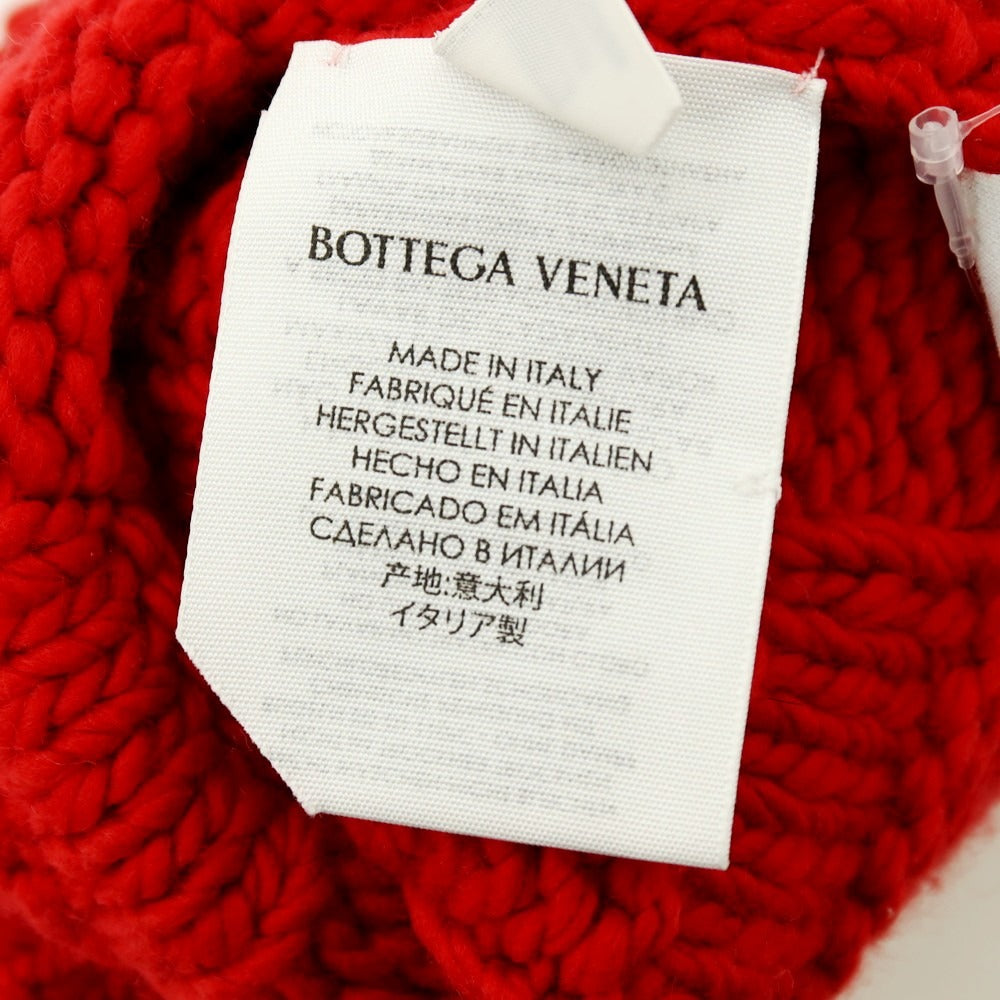 BOTTEGA VENETA
MADE IN ITALY
FABRIQUÉ EN ITALIE
HERGESTELLT IN ITALIEN
HECHO EN ITALIA
FABRICADO EM ITÁLIA
СДЕЛАНО В ИТАЛИИ
产地:意大利
イタリア製